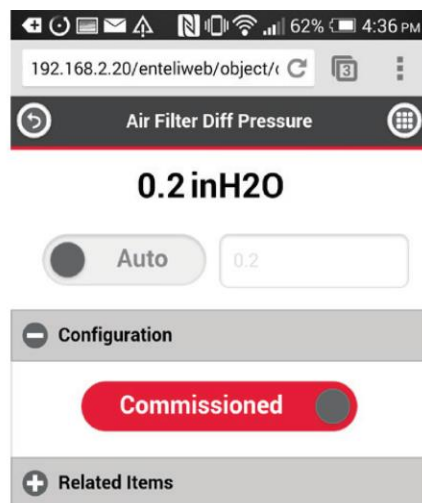 62% 4:36 PM
192.168.2.20/enteliweb/object/ 3
Air Filter Diff Pressure
0.2 inH2O
Auto 0.2
Configuration
Commissioned
Related Items